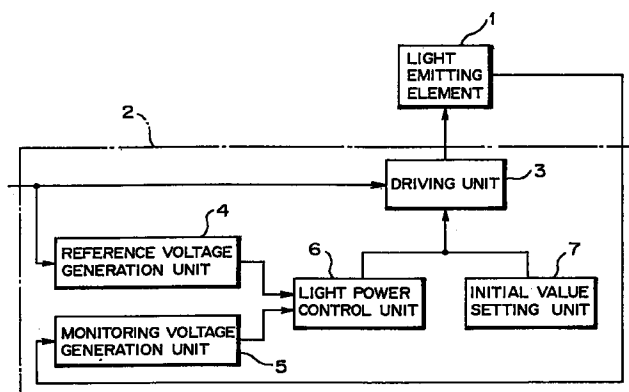 1
LIGHT
EMITTING
ELEMENT
2
3
DRIVING UNIT
4
REFERENCE VOLTAGE
GENERATION UNIT
6
LIGHT POWER
CONTROL UNIT
7
INITIAL VALUE
SETTING UNIT
MONITORING VOLTAGE
GENERATION UNIT
5